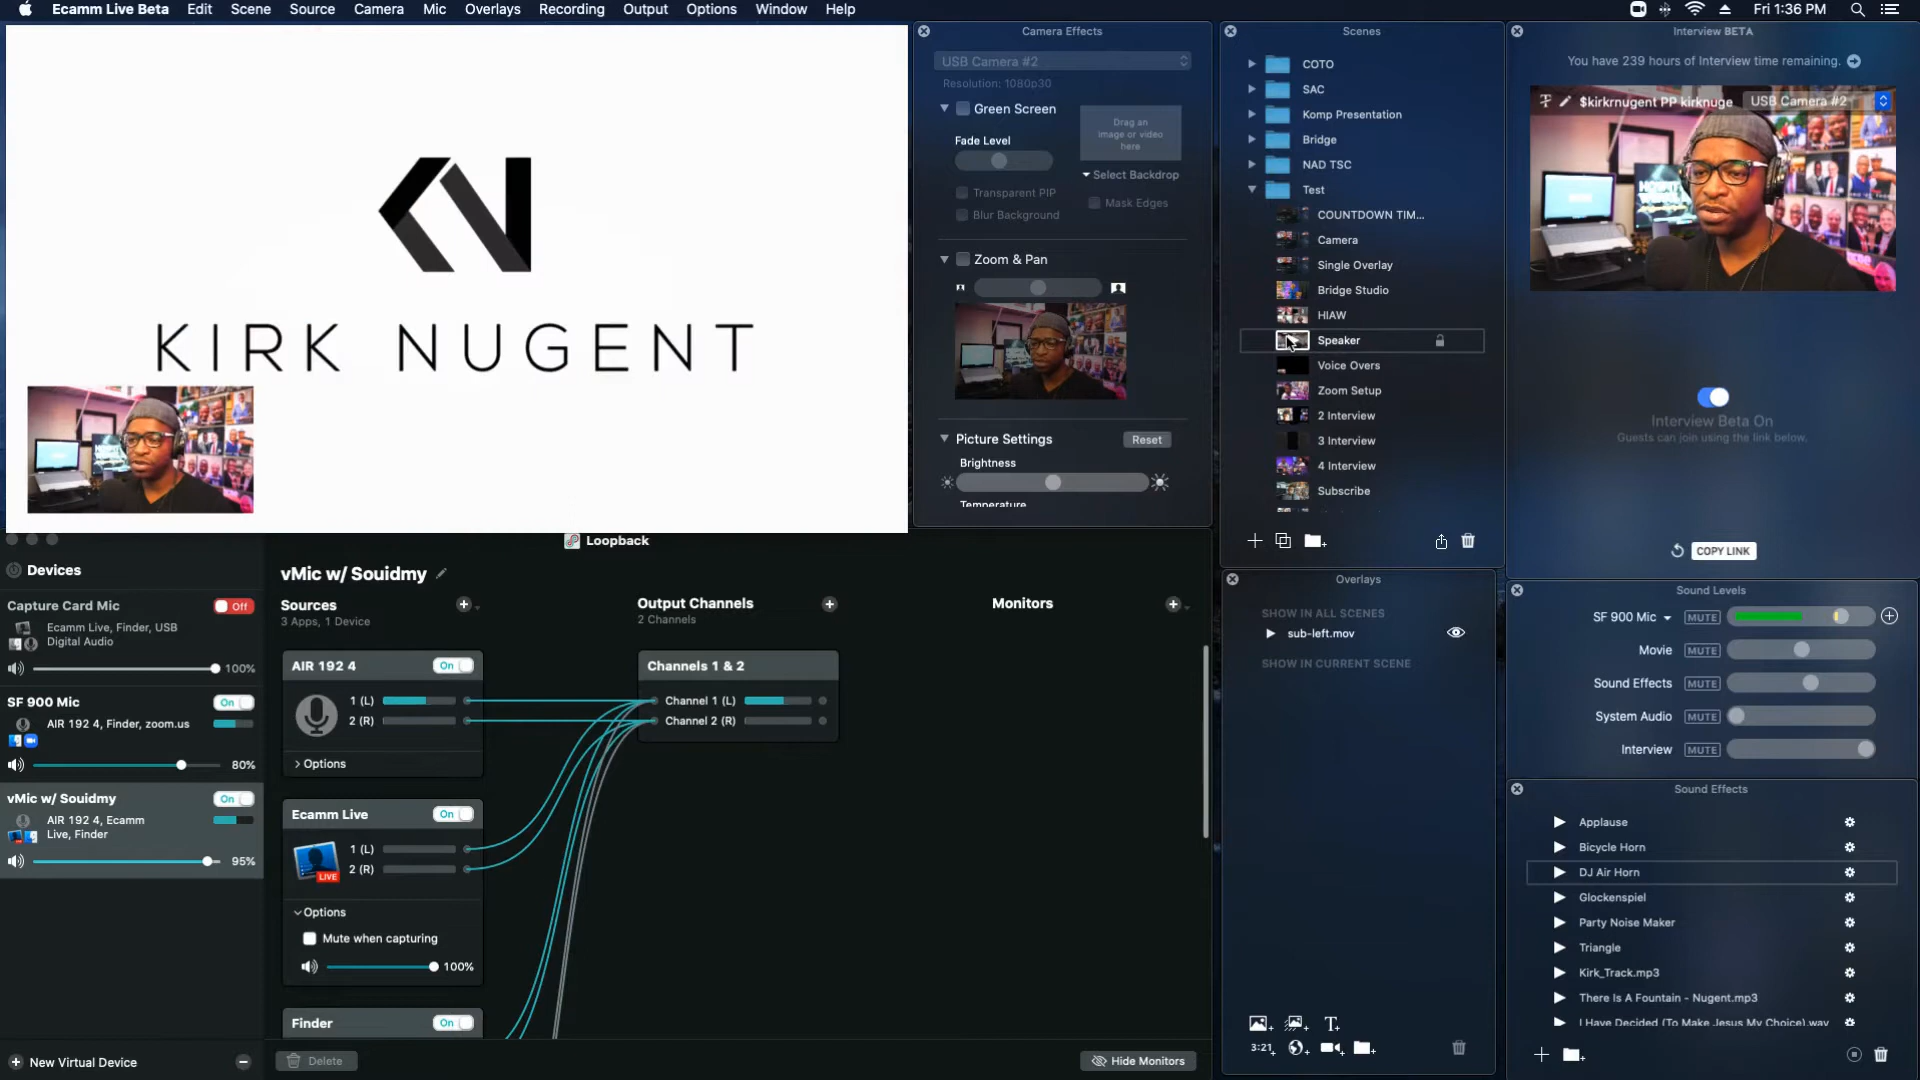 Ecamm Live Beta Edit Scene Source Camera Mic Overlays Recording Output Options Window Help
Fri 1:36 PM
KIRK NUGENT
Camera Effects
USB Camera #2
Resolution: 1080p30
Green Screen
Fade Level
Drag an
image or video
here
Select Backdrop
Transparent PIP
Mask Edges
Blur Background
Zoom & Pan
Picture Settings
Reset
Brightness
Temperature
Scenes
COTO
SAC
Komp Presentation
Bridge
NAD TSC
Test
COUNTDOWN TIM...
Camera
Single Overlay
Bridge Studio
HIAW
Speaker
Voice Overs
Zoom Setup
2 Interview
3 Interview
4 Interview
Subscribe
Interview BETA
You have 239 hours of Interview time remaining.
$kirkrnugent PP kirknuge
USB Camera #2
Interview Beta On
Guests can join using the link below.
COPY LINK
Loopback
Devices
Capture Card Mic
Off
Ecamm Live, Finder, USB
Digital Audio
100%
SF 900 Mic
On
AIR 192 4, Finder, zoom.us
80%
vMic w/ Souidmy
On
AIR 192 4, Ecamm
Live, Finder
95%
New Virtual Device
vMic w/ Souidmy
Sources
3 Apps, 1 Device
Output Channels
2 Channels
Monitors
AIR 192 4
On
1 (L)
2 (R)
Options
Channels 1 & 2
Channel 1 (L)
Channel 2 (R)
Ecamm Live
On
1 (L)
2 (R)
LIVE
Options
Mute when capturing
100%
Finder
On
Delete
Hide Monitors
Overlays
SHOW IN ALL SCENES
sub-left.mov
SHOW IN CURRENT SCENE
3:21
Sound Levels
SF 900 Mic MUTE
Movie MUTE
Sound Effects MUTE
System Audio MUTE
Interview MUTE
Sound Effects
Applause
Bicycle Horn
DJ Air Horn
Glockenspiel
Party Noise Maker
Triangle
Kirk_Track.mp3
There Is A Fountain - Nugent.mp3
I Have Decided (To Make Jesus My Choice).wav